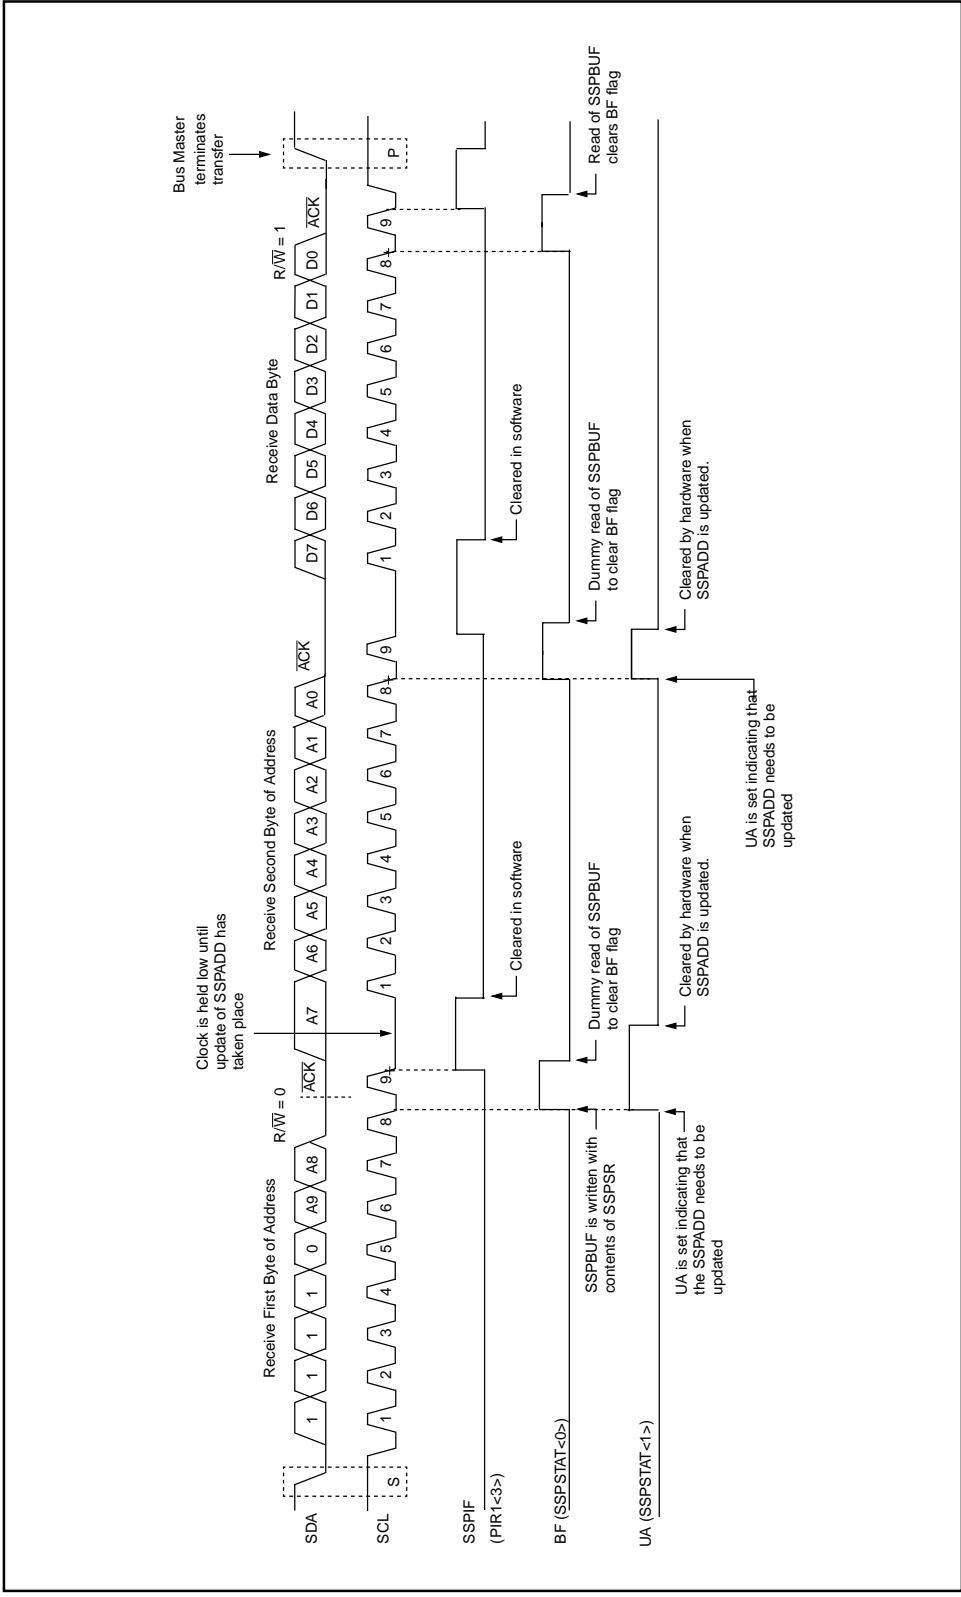 Bus Master
terminates
transfer
Receive First Byte of Address
R/W = 0
Clock is held low until
update of SSPADD has
taken place
Receive Second Byte of Address
Receive Data Byte
R/W = 1
SDA
1 1 1 1 0 A9 A8 ACK A7 A6 A5 A4 A3 A2 A1 A0 ACK D7 D6 D5 D4 D3 D2 D1 D0 ACK
SCL
S 1 2 3 4 5 6 7 8 9 1 2 3 4 5 6 7 8 9 1 2 3 4 5 6 7 8 9 P
SSPIF
(PIR1<3>)
Cleared in software
Cleared in software
BF (SSPSTAT<0>)
SSPBUF is written with
contents of SSPSR
Dummy read of SSPBUF
to clear BF flag
Dummy read of SSPBUF
to clear BF flag
Read of SSPBUF
clears BF flag
UA (SSPSTAT<1>)
UA is set indicating that
the SSPADD needs to be
updated
Cleared by hardware when
SSPADD is updated.
UA is set indicating that
SSPADD needs to be
updated
Cleared by hardware when
SSPADD is updated.